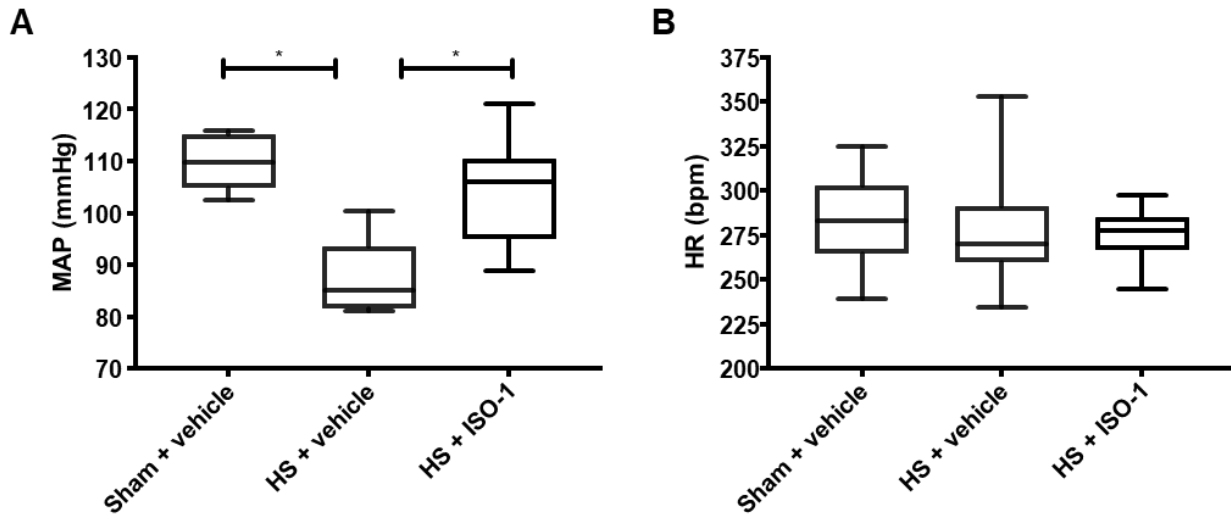 A
MAP (mmHg)
130
120
110
100
90
80
70
*
*
Sham + vehicle
HS + vehicle
HS + ISO-1
B
HR (bpm)
375
350
325
300
275
250
225
200
Sham + vehicle
HS + vehicle
HS + ISO-1